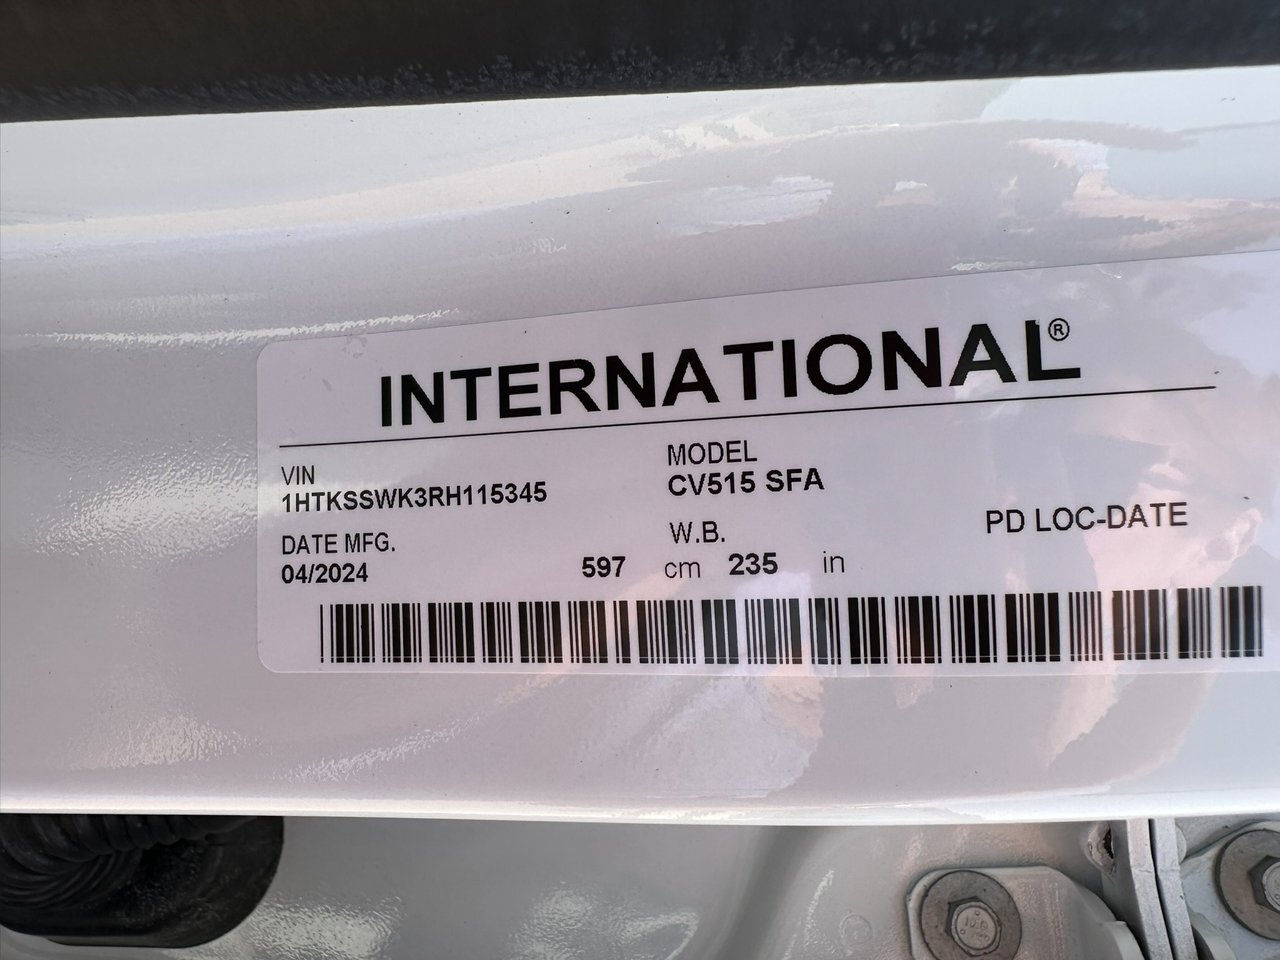 INTERNATIONAL®
VIN
1HTKSSWK3RH115345
MODEL
CV515 SFA
DATE MFG.
04/2024
W.B.
597 cm 235 in
PD LOC-DATE